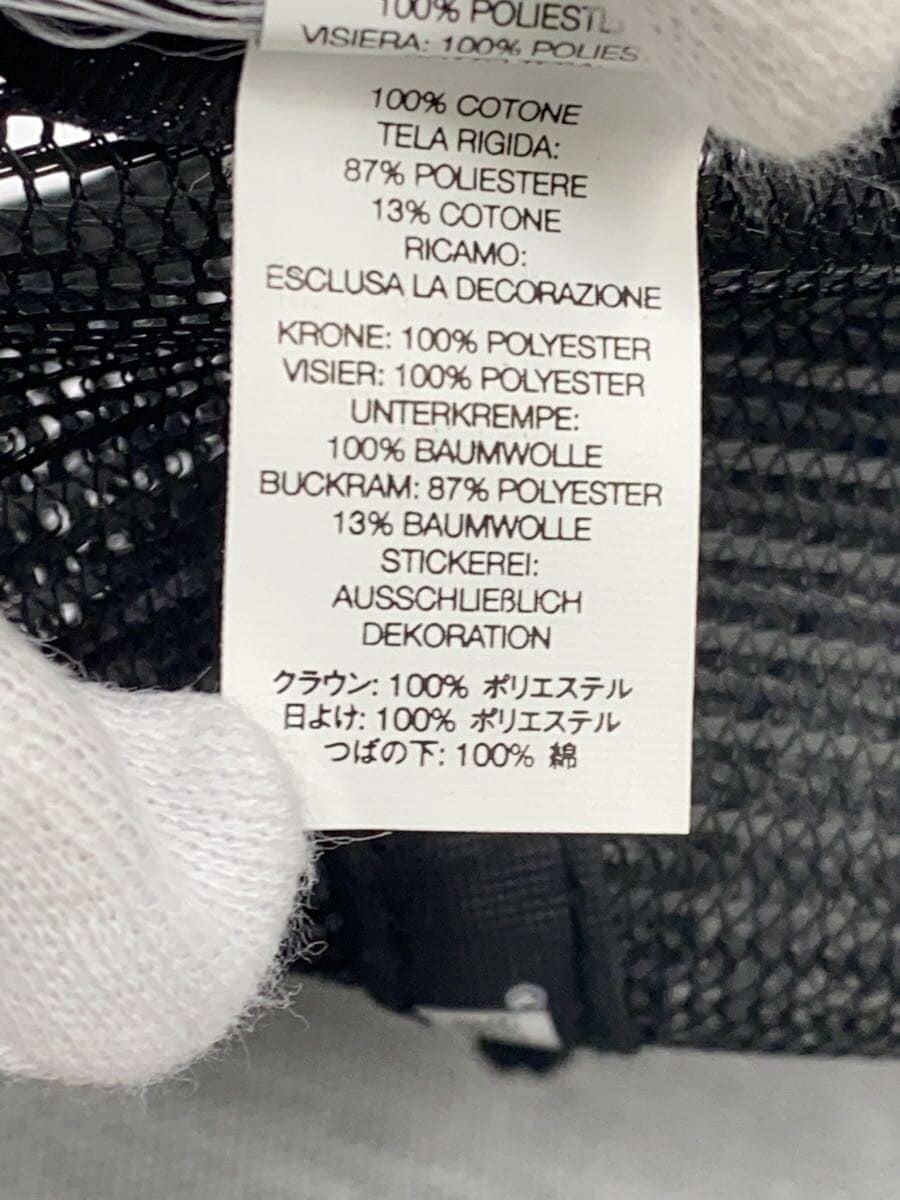 100% POLIESTE
VISIERA: 100% POLIES
100% COTONE
TELA RIGIDA:
87% POLIESTERE
13% COTONE
RICAMO:
ESCLUSA LA DECORAZIONE
KRONE: 100% POLYESTER
VISIER: 100% POLYESTER
UNTERKREMPE:
100% BAUMWOLLE
BUCKRAM: 87% POLYESTER
13% BAUMWOLLE
STICKEREI:
AUSSCHLIEßLICH
DEKORATION
クラウン: 100% ポリエステル
日よけ: 100% ポリエステル
つばの下: 100% 綿